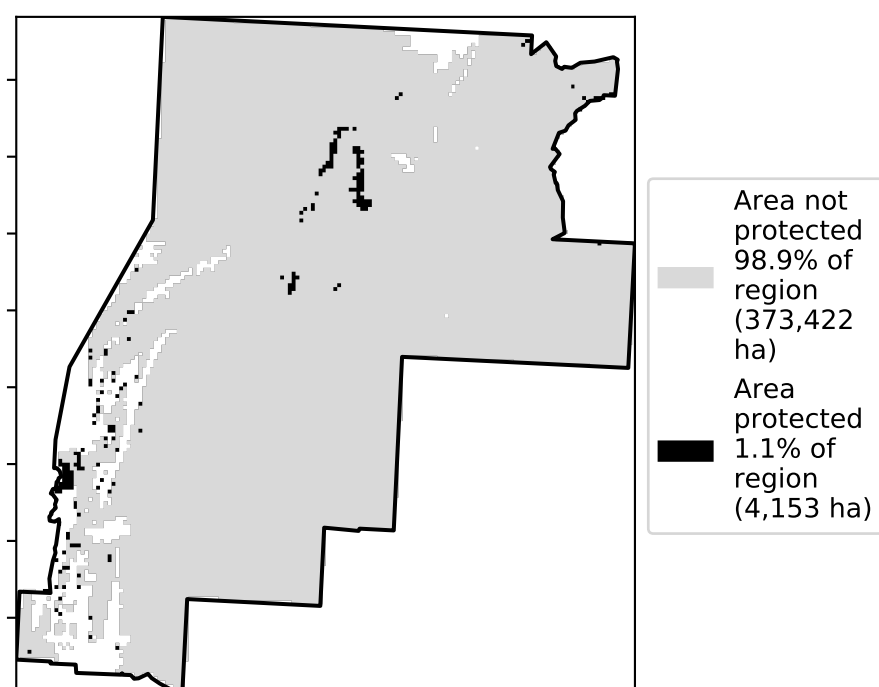 Area not
protected
98.9% of
region
(373,422
ha)
Area
protected
1.1% of
region
(4,153 ha)